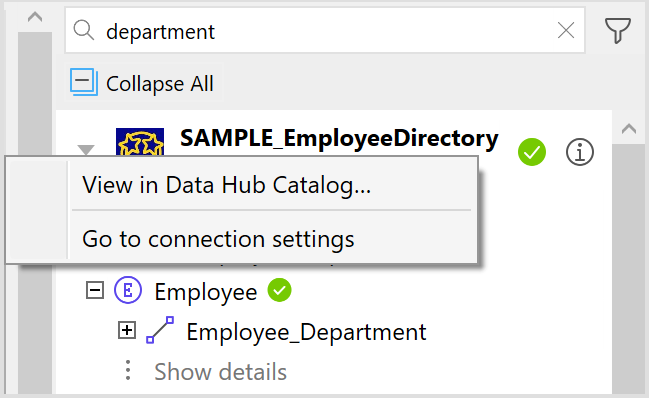 department
Collapse All
SAMPLE_EmployeeDirectory
View in Data Hub Catalog...
Go to connection settings
E Employee
Employee_Department
Show details